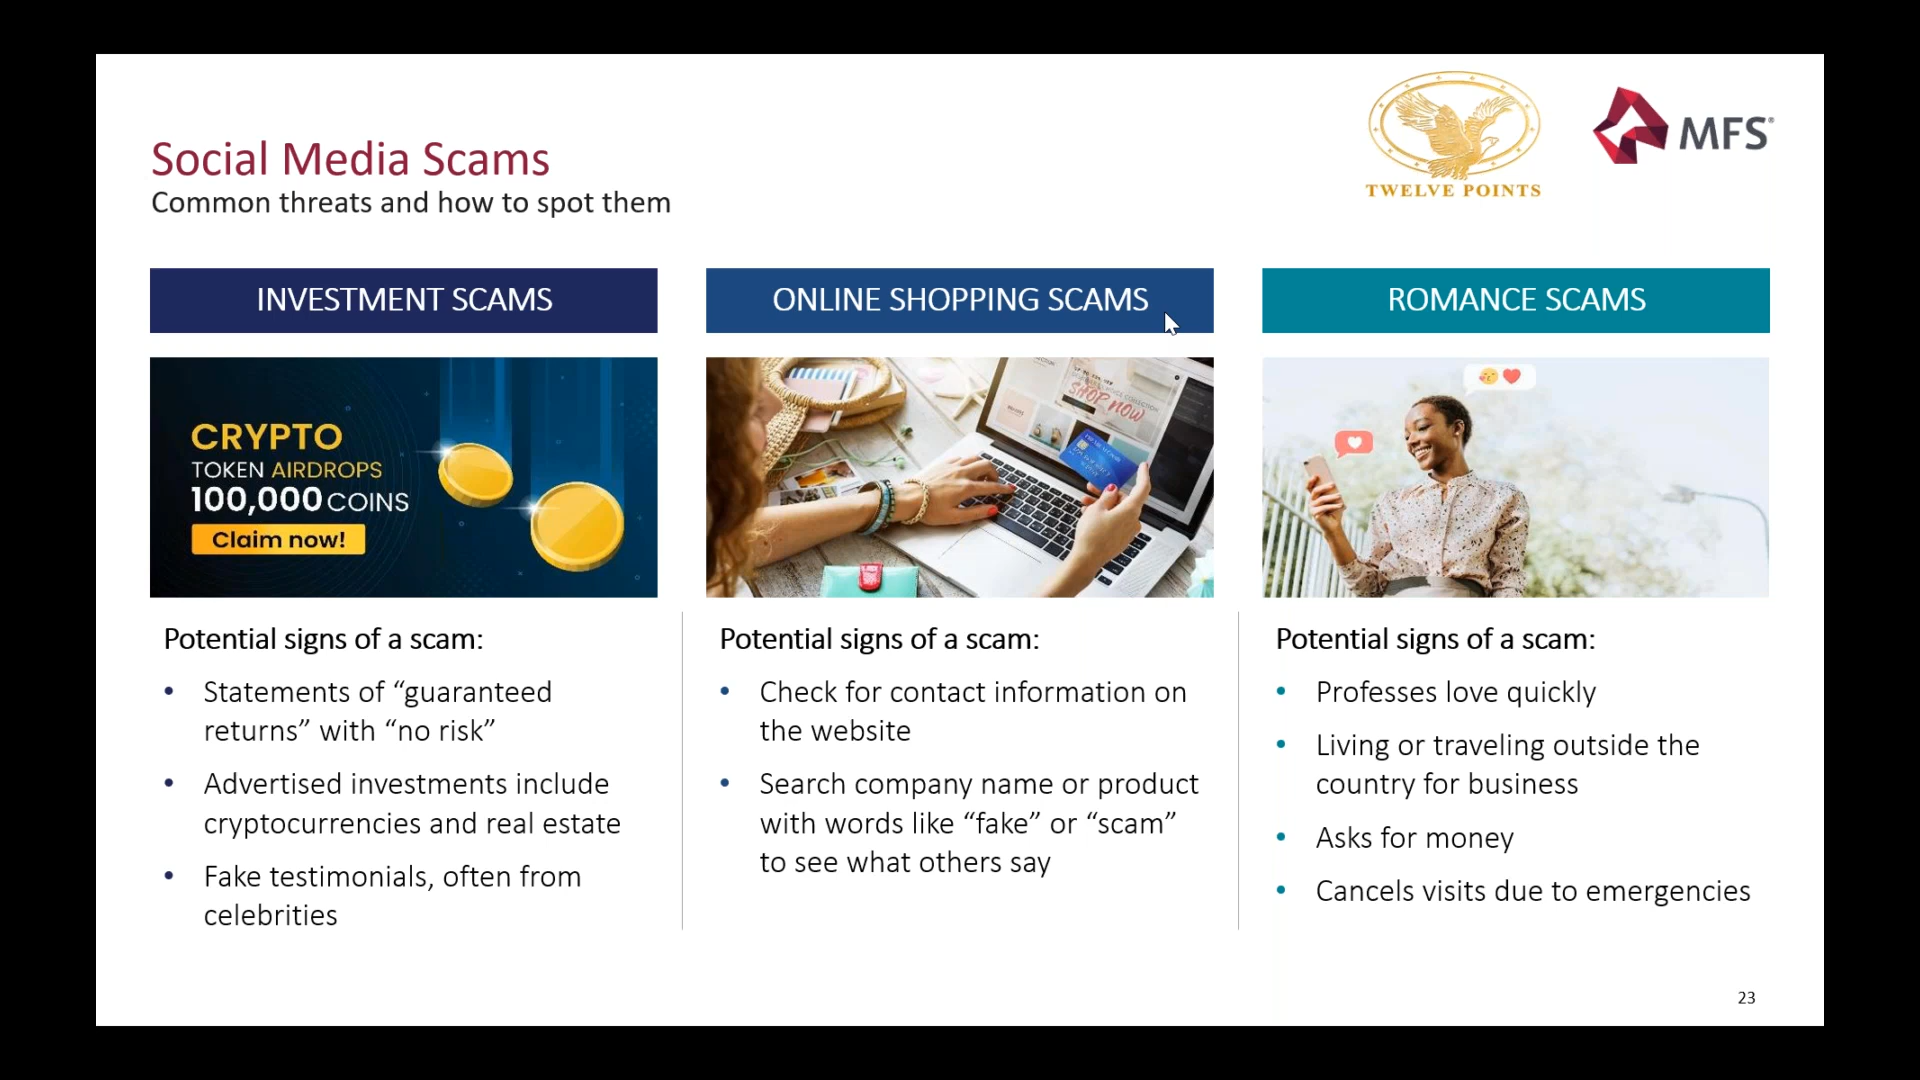 TWELVE POINTS
MFS®
Social Media Scams
Common threats and how to spot them
INVESTMENT SCAMS
CRYPTO
TOKEN AIRDROPS
100,000 COINS
Claim now!
Potential signs of a scam:
• Statements of “guaranteed
returns” with “no risk”
• Advertised investments include
cryptocurrencies and real estate
• Fake testimonials, often from
celebrities
ONLINE SHOPPING SCAMS
SHOP NOW
Potential signs of a scam:
• Check for contact information on
the website
• Search company name or product
with words like “fake” or “scam”
to see what others say
ROMANCE SCAMS
Potential signs of a scam:
• Professes love quickly
• Living or traveling outside the
country for business
• Asks for money
• Cancels visits due to emergencies
23